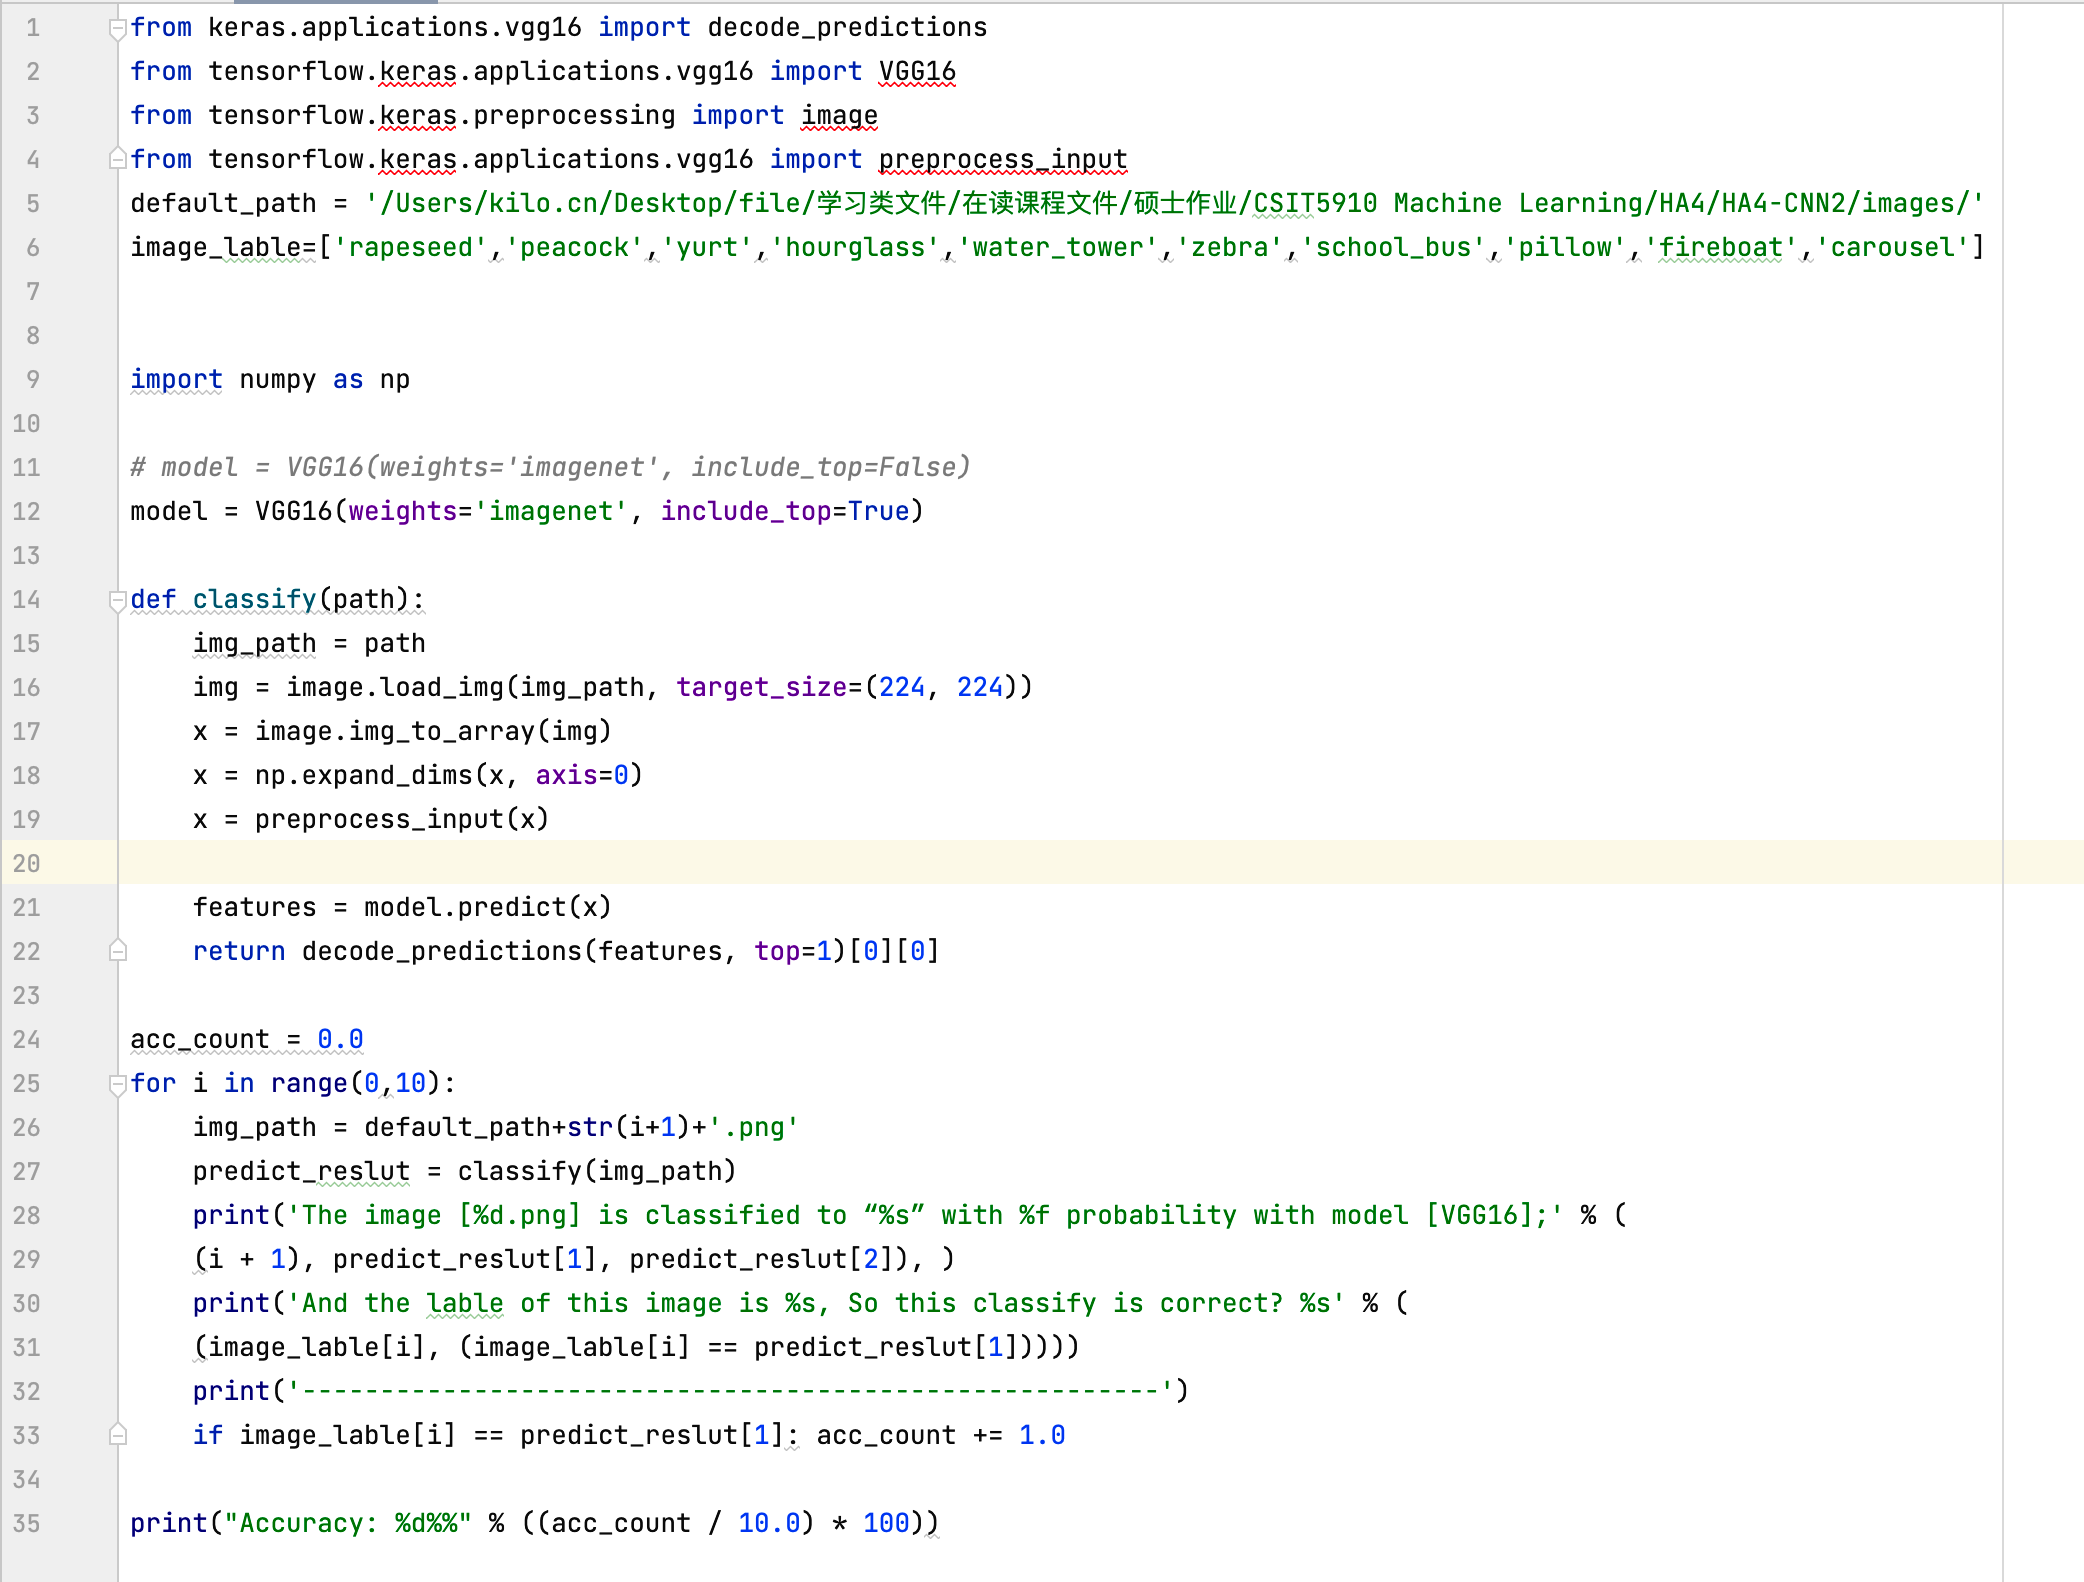 1 from keras.applications.vgg16 import decode_predictions
2 from tensorflow.keras.applications.vgg16 import VGG16
3 from tensorflow.keras.preprocessing import image
4 from tensorflow.keras.applications.vgg16 import preprocess_input
5 default_path = '/Users/kilo.cn/Desktop/file/学习类文件/在读课程文件/硕士作业/CSIT5910 Machine Learning/HA4/HA4-CNN2/images/'
6 image_lable=['rapeseed','peacock','yurt','hourglass','water_tower','zebra','school_bus','pillow','fireboat','carousel']
7
8
9 import numpy as np
10
11 # model = VGG16(weights='imagenet', include_top=False)
12 model = VGG16(weights='imagenet', include_top=True)
13
14 def classify(path):
15     img_path = path
16     img = image.load_img(img_path, target_size=(224, 224))
17     x = image.img_to_array(img)
18     x = np.expand_dims(x, axis=0)
19     x = preprocess_input(x)
20
21     features = model.predict(x)
22     return decode_predictions(features, top=1)[0][0]
23
24 acc_count = 0.0
25 for i in range(0,10):
26     img_path = default_path+str(i+1)+'.png'
27     predict_reslut = classify(img_path)
28     print('The image [%d.png] is classified to “%s” with %f probability with model [VGG16];' % (
29     (i + 1), predict_reslut[1], predict_reslut[2]), )
30     print('And the lable of this image is %s, So this classify is correct? %s' % (
31     (image_lable[i], (image_lable[i] == predict_reslut[1]))))
32     print('-------------------------------------------------------')
33     if image_lable[i] == predict_reslut[1]: acc_count += 1.0
34
35 print("Accuracy: %d%%" % ((acc_count / 10.0) * 100))